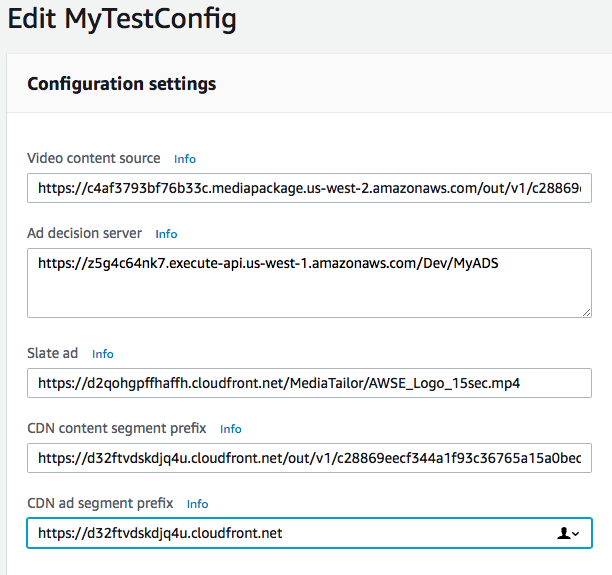 Edit MyTestConfig
Configuration settings
Video content source Info
https://c4af3793bf76b33c.mediapackage.us-west-2.amazonaws.com/out/v1/c28869e
Ad decision server Info
https://z5g4c64nk7.execute-api.us-west-1.amazonaws.com/Dev/MyADS
Slate ad Info
https://d2qohgpffhaffh.cloudfront.net/MediaTailor/AWSE_Logo_15sec.mp4
CDN content segment prefix Info
https://d32ftvdskdjq4u.cloudfront.net/out/v1/c28869eecf344a1f93c36765a15a0bec
CDN ad segment prefix Info
https://d32ftvdskdjq4u.cloudfront.net